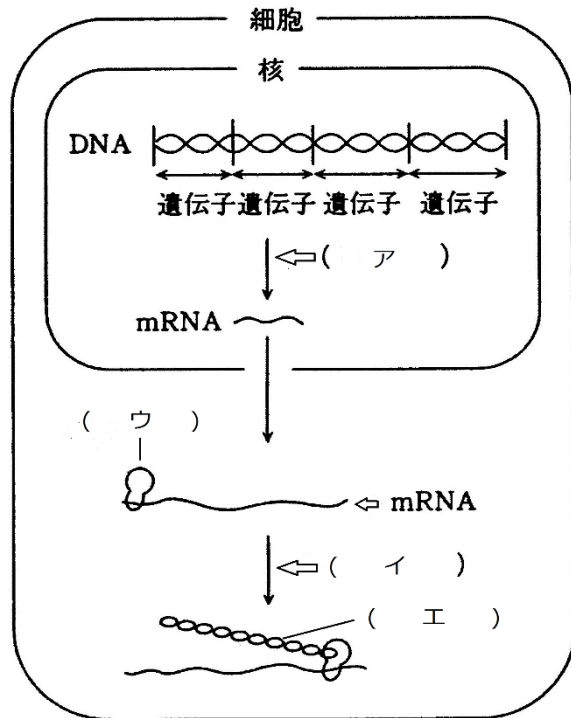 細胞
核
DNA
遺伝子 遺伝子 遺伝子 遺伝子
( ア )
mRNA
( ウ )
mRNA
( イ )
( エ )